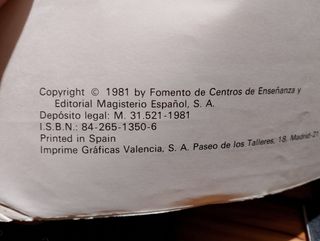 Copyright © 1981 by Fomento de Centros de Enseñanza y
Editorial Magisterio Español, S. A.
Depósito legal: M. 31.521-1981
I.S.B.N.: 84-265-1350-6
Printed in Spain
Imprime Gráficas Valencia, S. A. Paseo de los Talleres, 18. Madrid-21